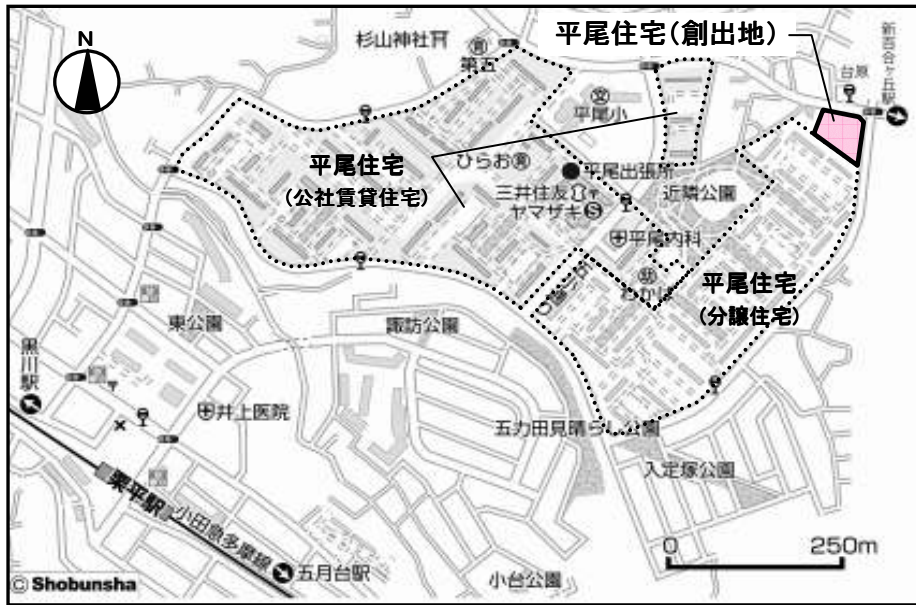 N
杉山神社
第五
平尾住宅(創出地)
新百合ヶ丘駅
台原
平尾小
平尾住宅
(公社賃貸住宅)
ひらお
平尾出張所
三井住友
ヤマザキ
近隣公園
平尾内科
わかば
平尾住宅
(分譲住宅)
東公園
諏訪公園
黒川駅
井上医院
五力田見晴らし公園
入定塚公園
栗平駅
小田急多摩線
五月台駅
小台公園
0 250m
© Shobunsha